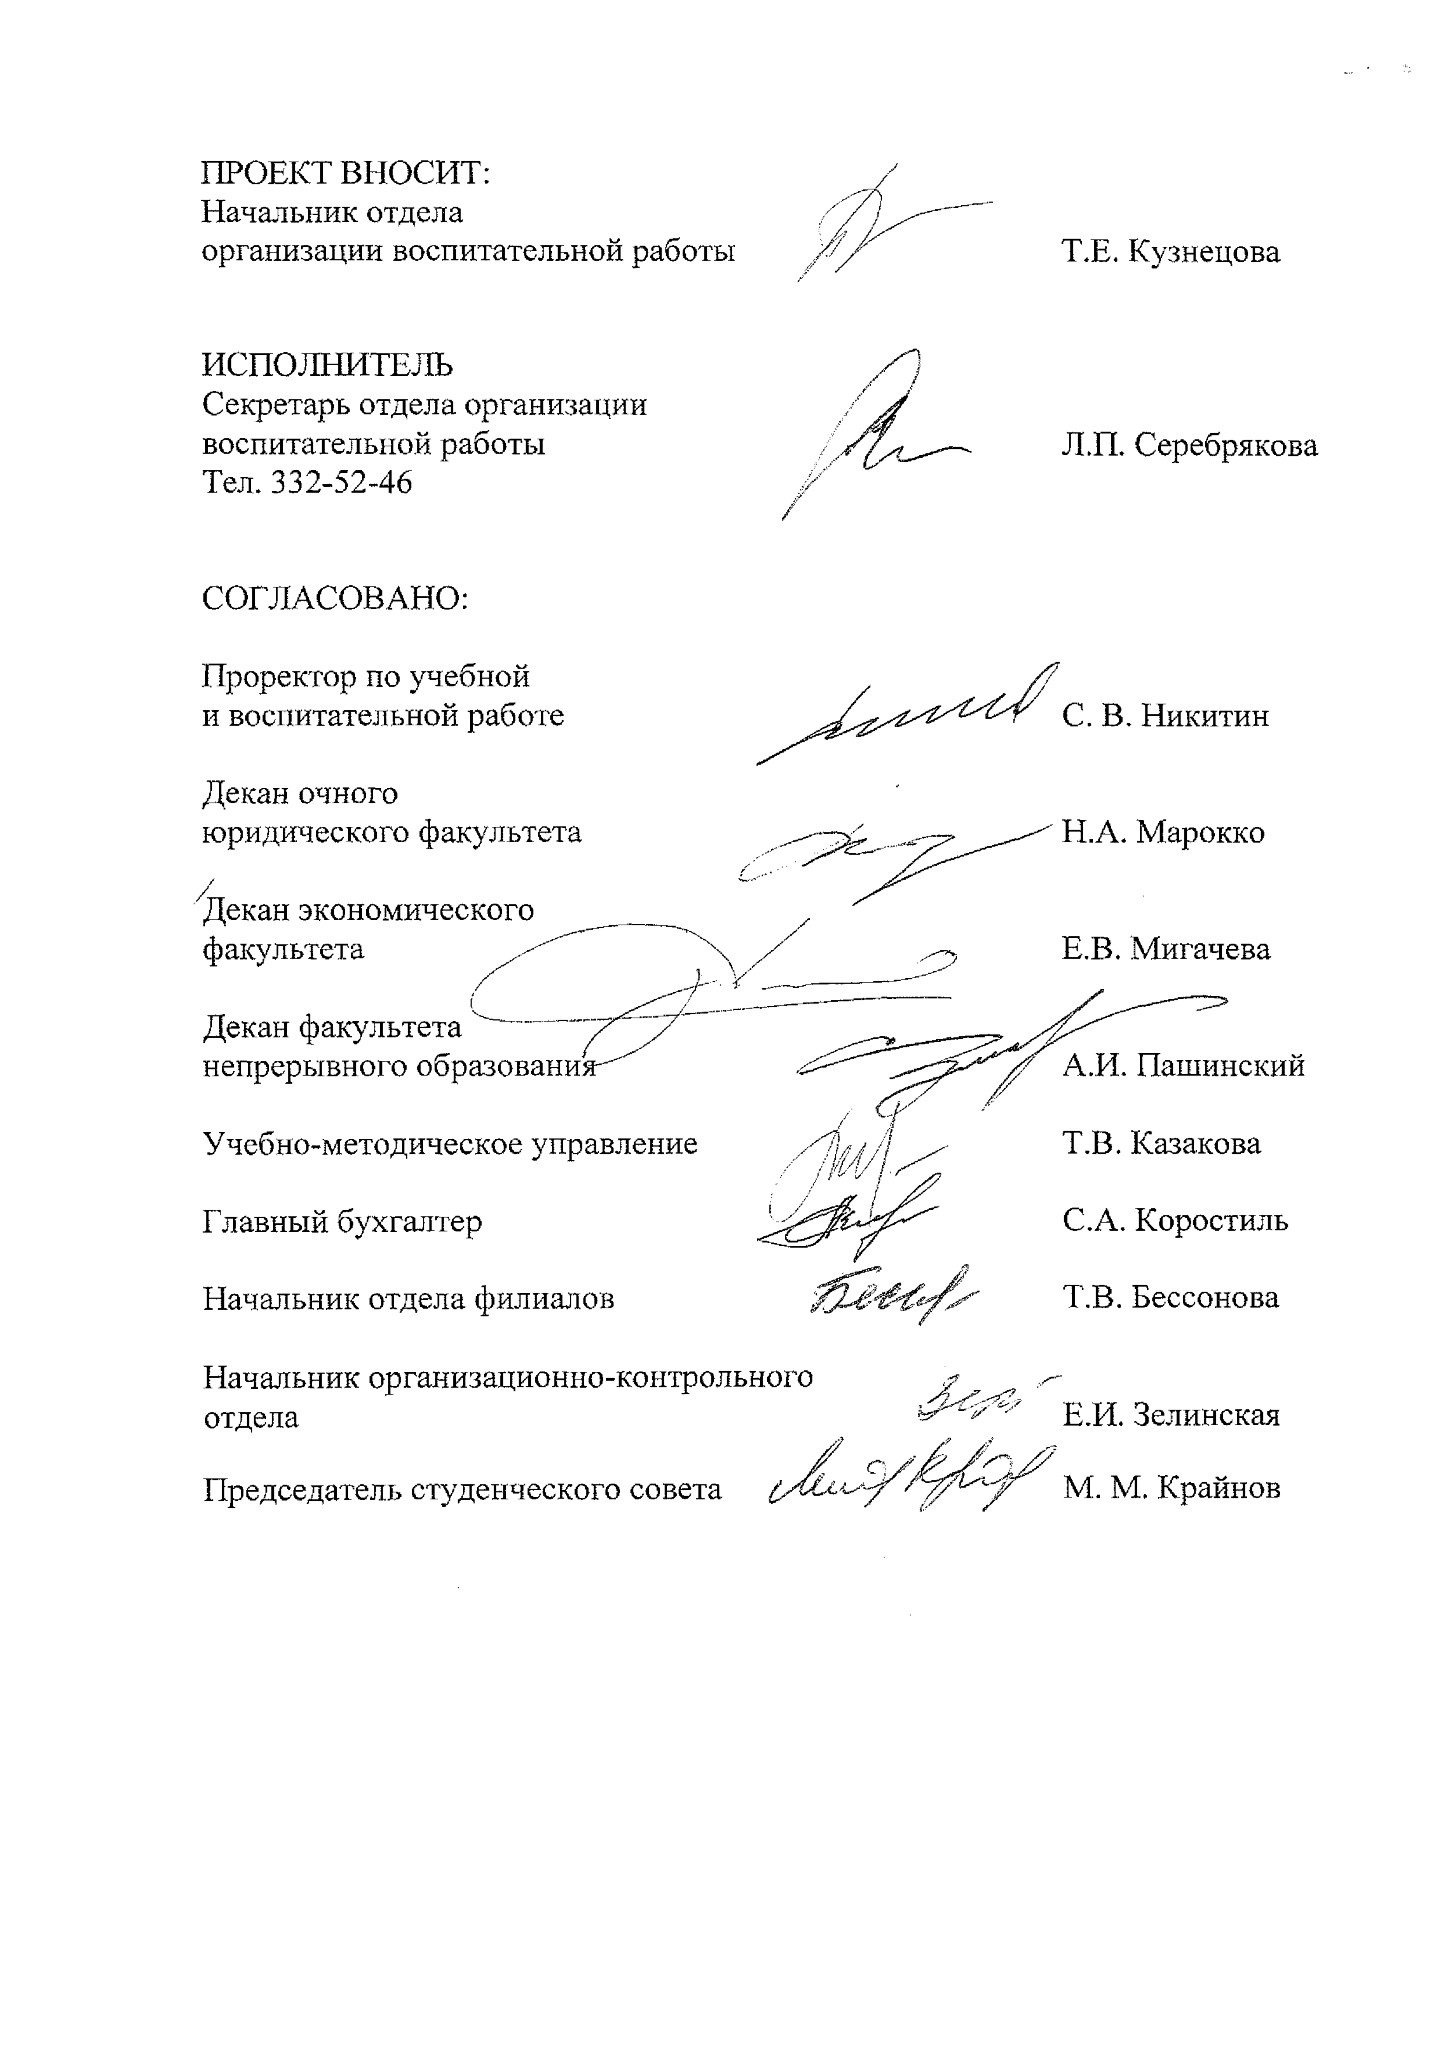 ПРОЕКТ ВНОСИТ:
Начальник отдела
организации воспитательной работы Т.Е. Кузнецова
ИСПОЛНИТЕЛЬ
Секретарь отдела организации
воспитательной работы Л.П. Серебрякова
Тел. 332-52-46
СОГЛАСОВАНО:
Проректор по учебной
и воспитательной работе С. В. Никитин
Декан очного
юридического факультета Н.А. Марокко
Декан экономического
факультета Е.В. Мигачева
Декан факультета
непрерывного образования А.И. Пашинский
Учебно-методическое управление Т.В. Казакова
Главный бухгалтер С.А. Коростиль
Начальник отдела филиалов Т.В. Бессонова
Начальник организационно-контрольного
отдела Е.И. Зелинская
Председатель студенческого совета М. М. Крайнов